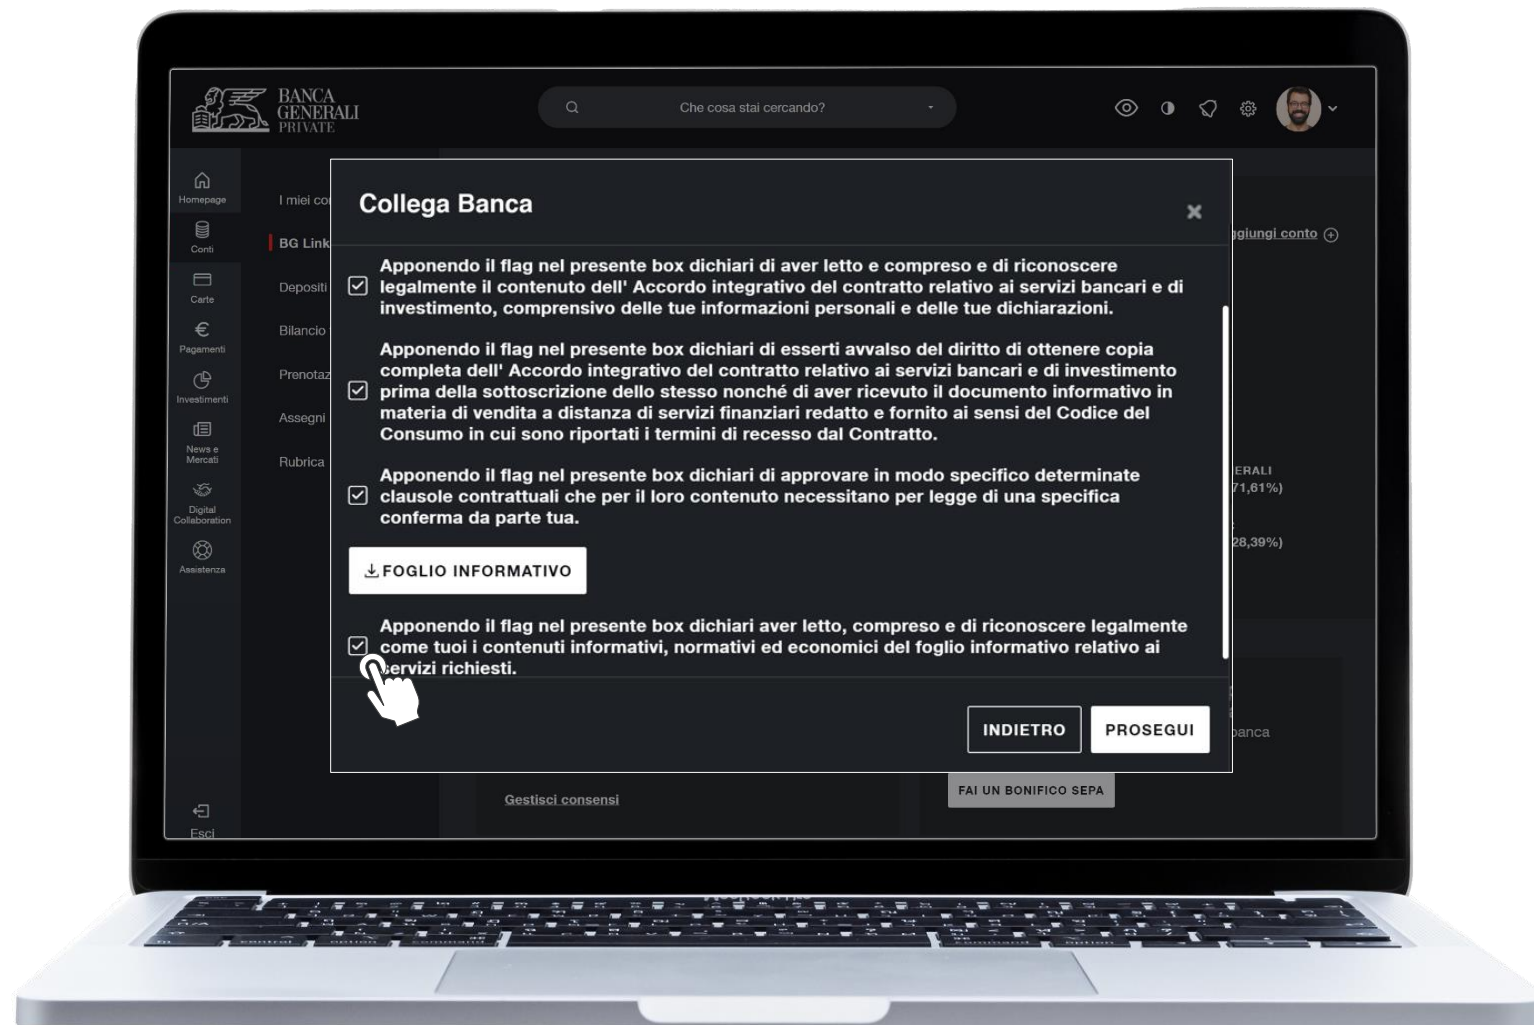 BANCA
GENERALI
PRIVATE
Che cosa stai cercando?
Homepage
Conti
Carte
Pagamenti
Investimenti
News e
Mercati
Digital
Collaboration
Assistenza
Esci
I miei co
BG Link
Depositi
Bilancio
Prenotaz
Assegni
Rubrica
Collega Banca
Apponendo il flag nel presente box dichiari di aver letto e compreso e di riconoscere
legalmente il contenuto dell' Accordo integrativo del contratto relativo ai servizi bancari e di
investimento, comprensivo delle tue informazioni personali e delle tue dichiarazioni.
Apponendo il flag nel presente box dichiari di esserti avvalso del diritto di ottenere copia
completa dell' Accordo integrativo del contratto relativo ai servizi bancari e di investimento
prima della sottoscrizione dello stesso nonché di aver ricevuto il documento informativo in
materia di vendita a distanza di servizi finanziari redatto e fornito ai sensi del Codice del
Consumo in cui sono riportati i termini di recesso dal Contratto.
Apponendo il flag nel presente box dichiari di approvare in modo specifico determinate
clausole contrattuali che per il loro contenuto necessitano per legge di una specifica
conferma da parte tua.
FOGLIO INFORMATIVO
Apponendo il flag nel presente box dichiari aver letto, compreso e di riconoscere legalmente
come tuoi i contenuti informativi, normativi ed economici del foglio informativo relativo ai
servizi richiesti.
INDIETRO
PROSEGUI
ggiungi conto
ERALI
71,61%)
28,39%)
banca
Gestisci consensi
FAI UN BONIFICO SEPA
control option command
command option